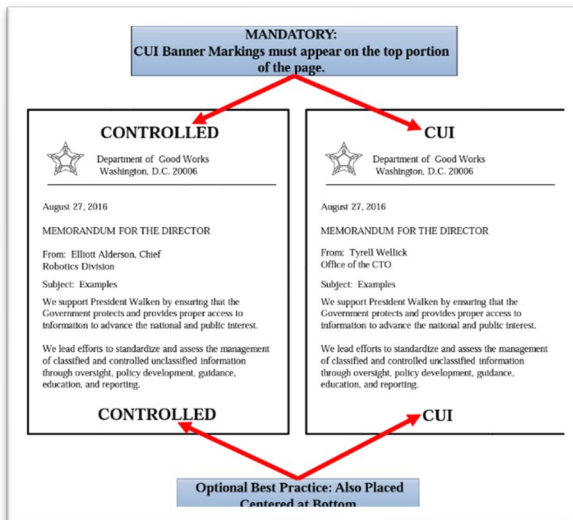 MANDATORY:
CUI Banner Markings must appear on the top portion
of the page.
CONTROLLED
Department of Good Works
Washington, D.C. 20006
August 27, 2016
MEMORANDUM FOR THE DIRECTOR
From: Elliott Alderson, Chief
Robotics Division
Subject: Examples
We support President Walken by ensuring that the
Government protects and provides proper access to
information to advance the national and public interest.
We lead efforts to standardize and assess the management
of classified and controlled unclassified information
through oversight, policy development, guidance,
education, and reporting.
CONTROLLED
CUI
Department of Good Works
Washington, D.C. 20006
August 27, 2016
MEMORANDUM FOR THE DIRECTOR
From: Tyrell Wellick
Office of the CTO
Subject: Examples
We support President Walken by ensuring that the
Government protects and provides proper access to
information to advance the national and public interest.
We lead efforts to standardize and assess the management
of classified and controlled unclassified information
through oversight, policy development, guidance,
education, and reporting.
CUI
Optional Best Practice: Also Placed
Centered at Bottom